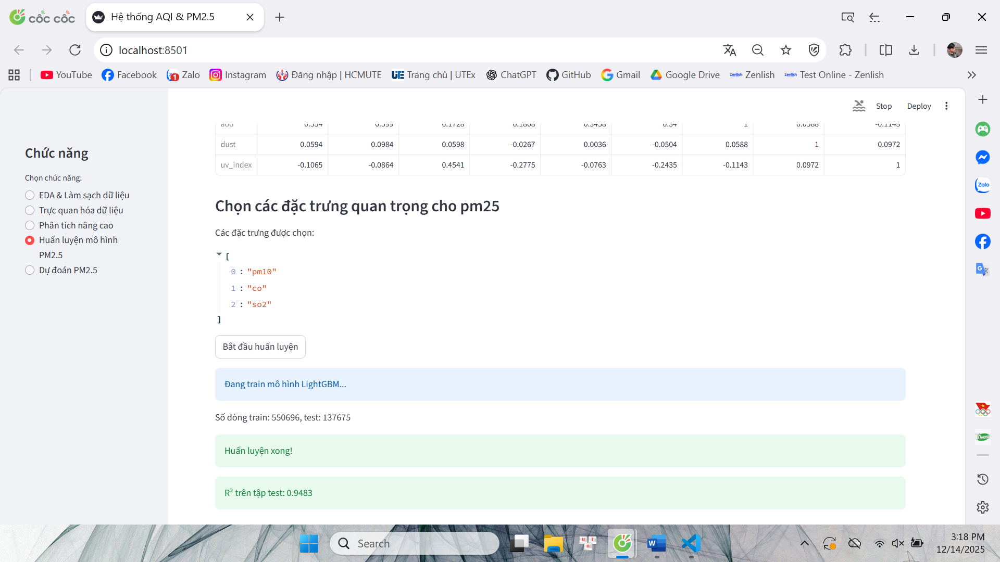 cốc cốc
Hệ thống AQI & PM2.5
localhost:8501
YouTube Facebook Zalo Instagram Đăng nhập | HCMUTE Trang chủ | UTEx ChatGPT GitHub Gmail Google Drive Zenlish Test Online - Zenlish
Stop Deploy
Chức năng
Chọn chức năng:
EDA & Làm sạch dữ liệu
Trực quan hóa dữ liệu
Phân tích nâng cao
Huấn luyện mô hình
PM2.5
Dự đoán PM2.5
aod 0.554 0.599 0.1728 0.1808 0.3458 0.54 1 0.0588 -0.1143
dust 0.0594 0.0984 0.0598 -0.0267 0.0036 -0.0504 0.0588 1 0.0972
uv_index -0.1065 -0.0864 0.4541 -0.2775 -0.0763 -0.2435 -0.1143 0.0972 1
Chọn các đặc trưng quan trọng cho pm25
Các đặc trưng được chọn:
[
0 : "pm10"
1 : "co"
2 : "so2"
]
Bắt đầu huấn luyện
Đang train mô hình LightGBM...
Số dòng train: 550696, test: 137675
Huấn luyện xong!
R² trên tập test: 0.9483
Zalo
Search
3:18 PM
12/14/2025